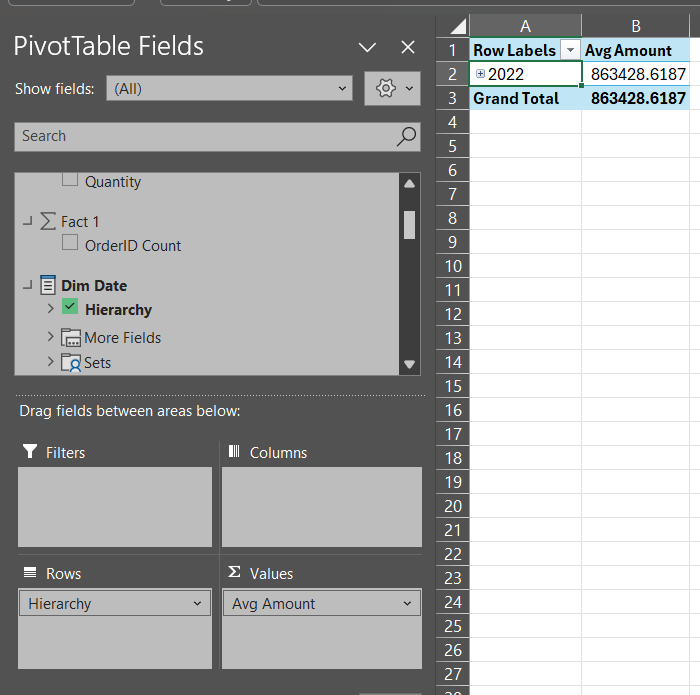 PivotTable Fields
Show fields: (All)
Search
Quantity
Σ Fact 1
OrderID Count
Dim Date
Hierarchy
More Fields
Sets
Drag fields between areas below:
Filters
Columns
Rows
Σ Values
Hierarchy
Avg Amount
A B
1 Row Labels Avg Amount
2 2022 863428.6187
3 Grand Total 863428.6187
4
5
6
7
8
9
10
11
12
13
14
15
16
17
18
19
20
21
22
23
24
25
26
27